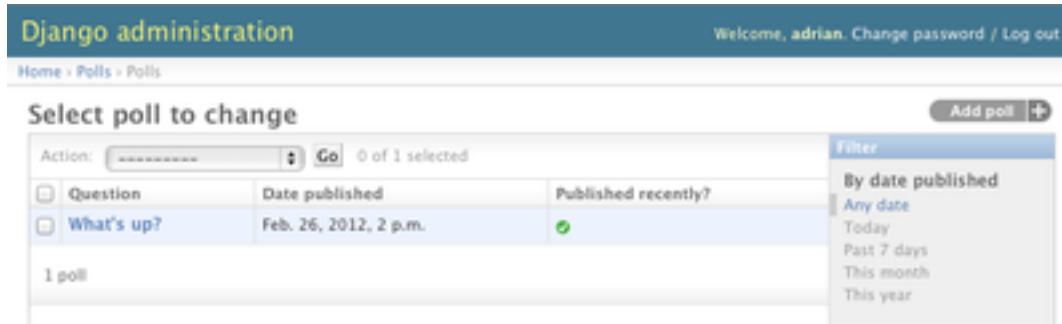 Django administration
Welcome, adrian. Change password / Log out
Home › Polls › Polls
Select poll to change
Add poll +
Action: --------- Go 0 of 1 selected
Question Date published Published recently?
What's up? Feb. 26, 2012, 2 p.m.
1 poll
Filter
By date published
Any date
Today
Past 7 days
This month
This year